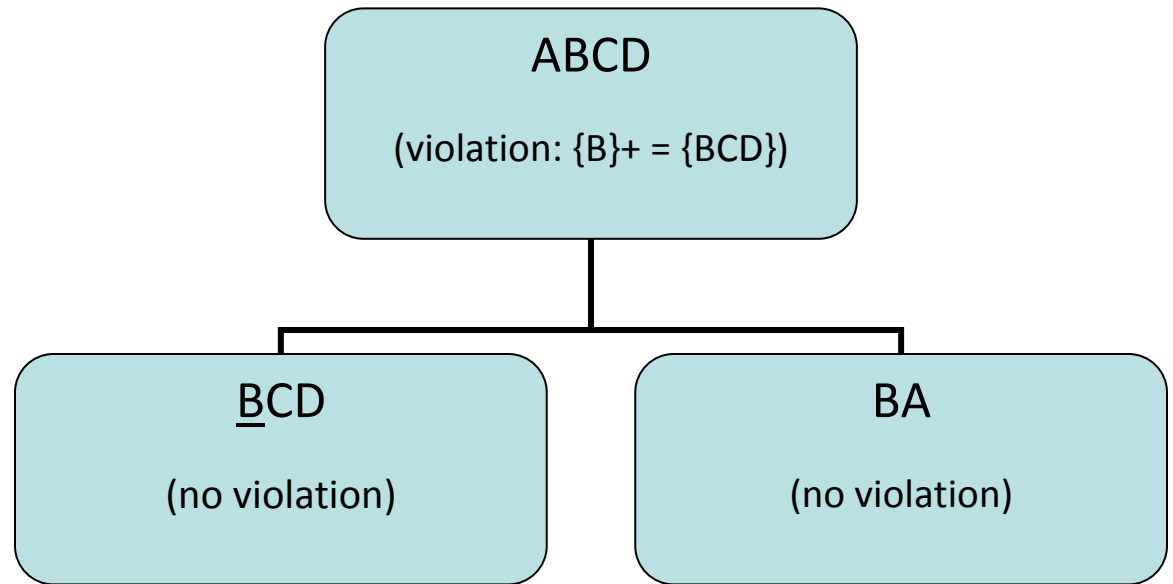 ABCD
(violation: {B}+ = {BCD})
BCD
(no violation)
BA
(no violation)